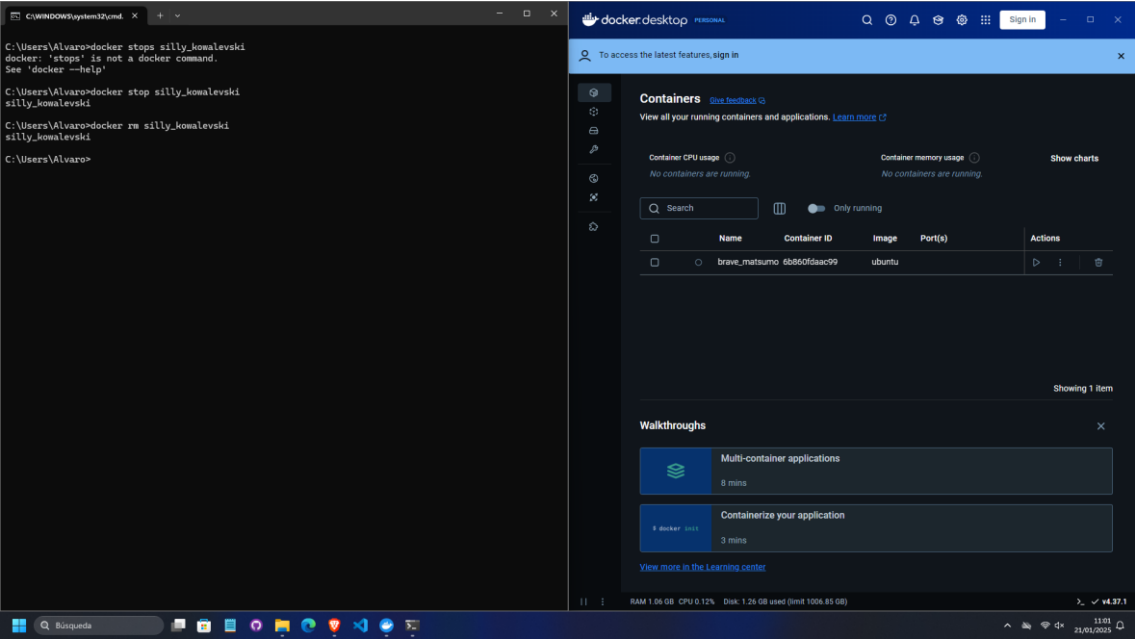 C:\WINDOWS\system32\cmd.
C:\Users\Alvaro>docker stops silly_kowalevski
docker: 'stops' is not a docker command.
See 'docker --help'
C:\Users\Alvaro>docker stop silly_kowalevski
silly_kowalevski
C:\Users\Alvaro>docker rm silly_kowalevski
silly_kowalevski
C:\Users\Alvaro>
docker.desktop PERSONAL
Sign in
To access the latest features, sign in
Containers Give feedback
View all your running containers and applications. Learn more
Container CPU usage
No containers are running.
Container memory usage
No containers are running.
Show charts
Search
Only running
Name Container ID Image Port(s) Actions
brave_matsumo 6b860fdaac99 ubuntu
Showing 1 item
Walkthroughs
Multi-container applications
8 mins
$ docker init
Containerize your application
3 mins
View more in the Learning center
RAM 1.06 GB CPU 0.12% Disk: 1.26 GB used (limit 1006.85 GB)
v4.37.1
Búsqueda
11:01
21/01/2025